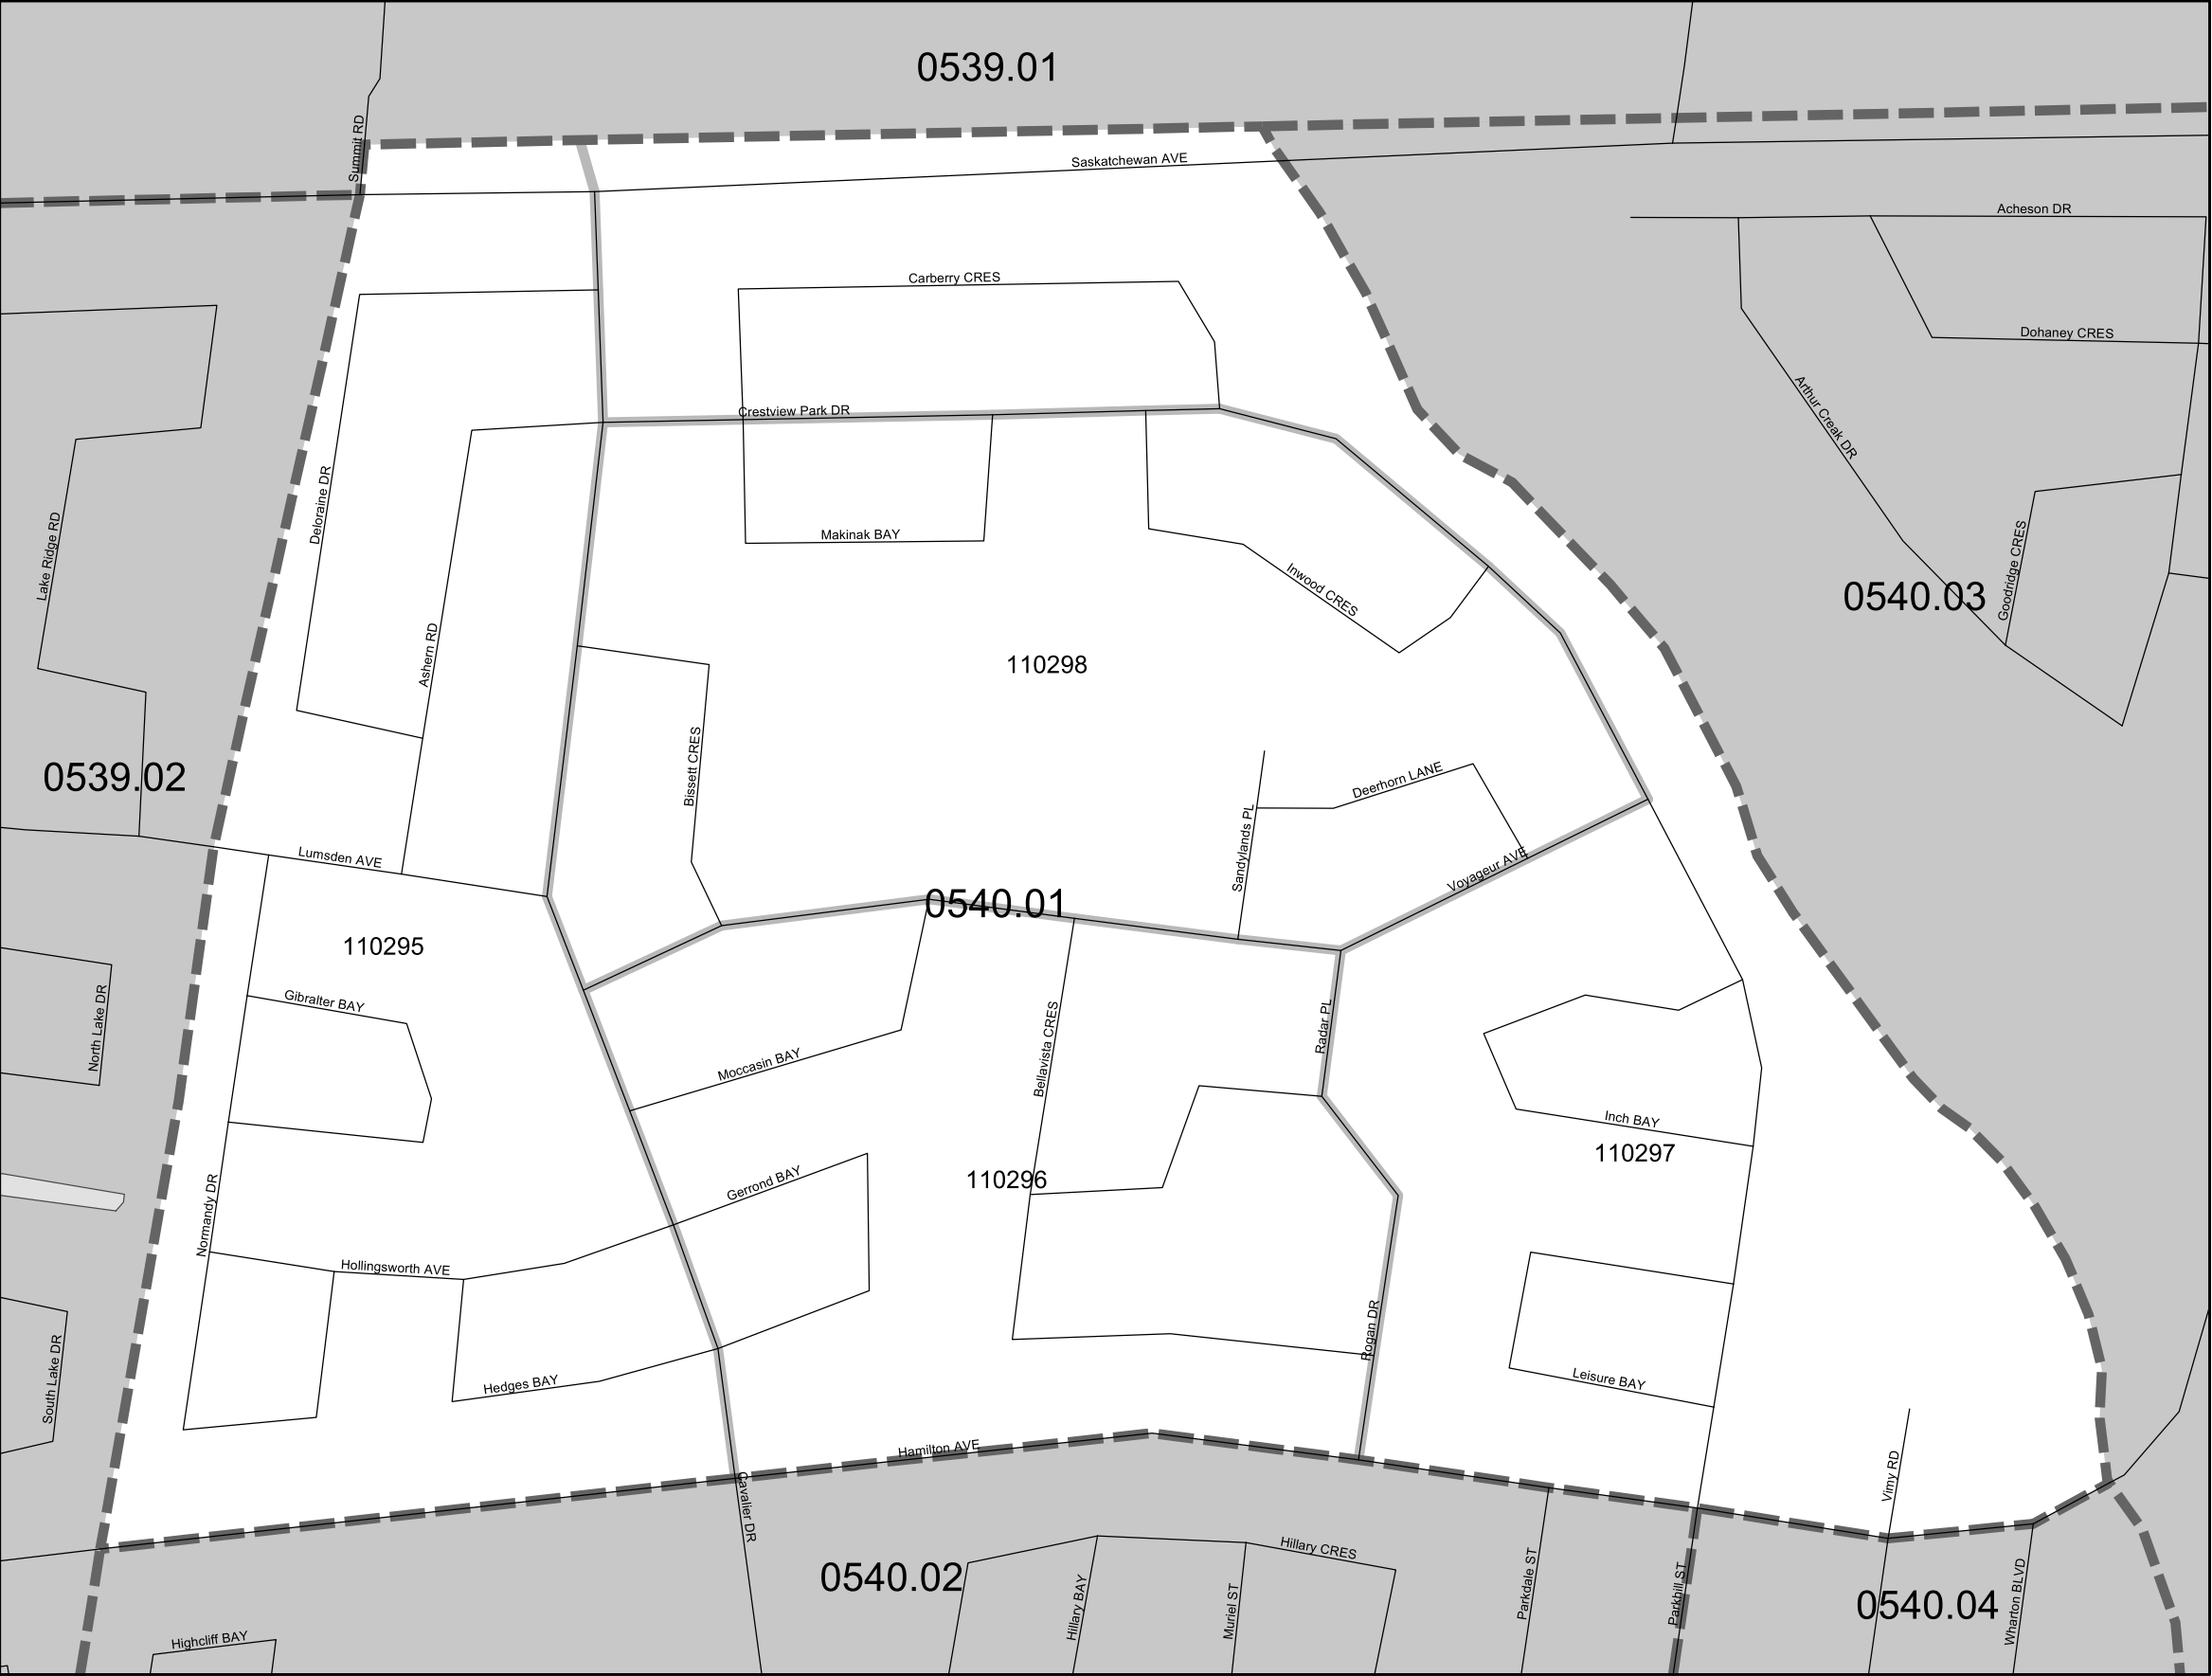 0539.01
Summit RD
Saskatchewan AVE
Acheson DR
Carberry CRES
Dohaney CRES
Crestview Park DR
Arthur Creak DR
Deloraine DR
Makinak BAY
Lake Ridge RD
Inwood CRES
Goodridge CRES
0540.03
Ashern RD
110298
0539.02
Bissett CRES
Deerhorn LANE
Sandylands PL
Lumsden AVE
Voyageur AVE
0540.01
110295
Gibralter BAY
North Lake DR
Radar PL
Bellavista CRES
Moccasin BAY
Inch BAY
110297
110296
Gerrond BAY
Normandy DR
Hollingsworth AVE
Rogan DR
South Lake DR
Hedges BAY
Leisure BAY
Hamilton AVE
Vimy RD
Cavalier DR
Hillary CRES
0540.02
Parkdale ST
Parkhill ST
0540.04
Wharton BLVD
Hillary BAY
Muriel ST
Highcliff BAY